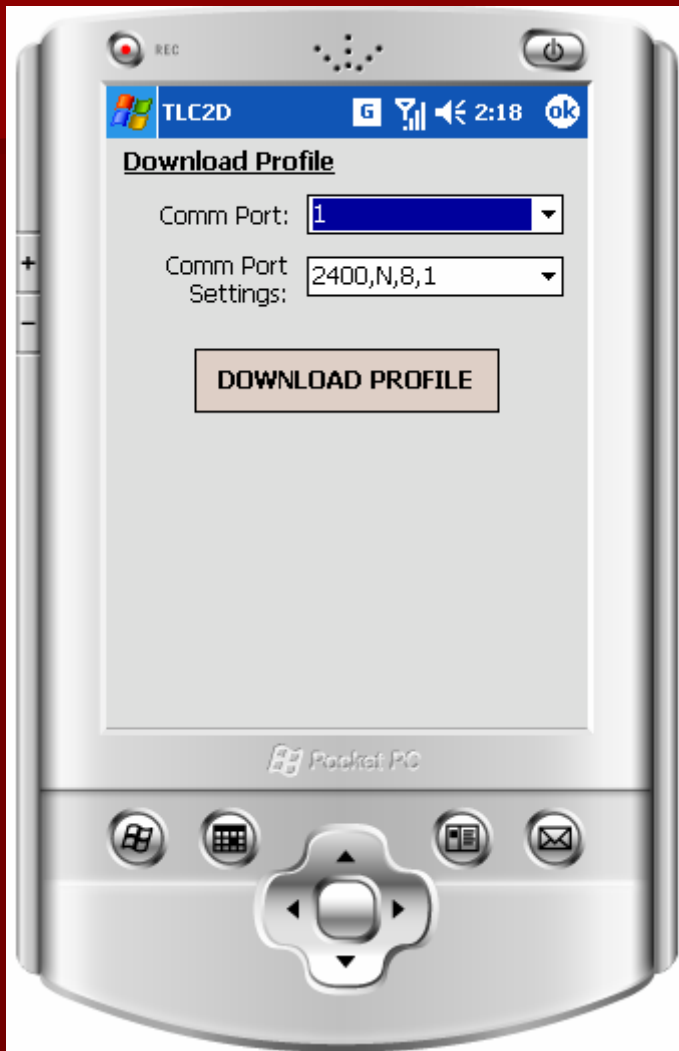 REC
TLC2D G 2:18 ok
Download Profile
Comm Port: 1
Comm Port
Settings: 2400,N,8,1
DOWNLOAD PROFILE
Pocket PC
+
−